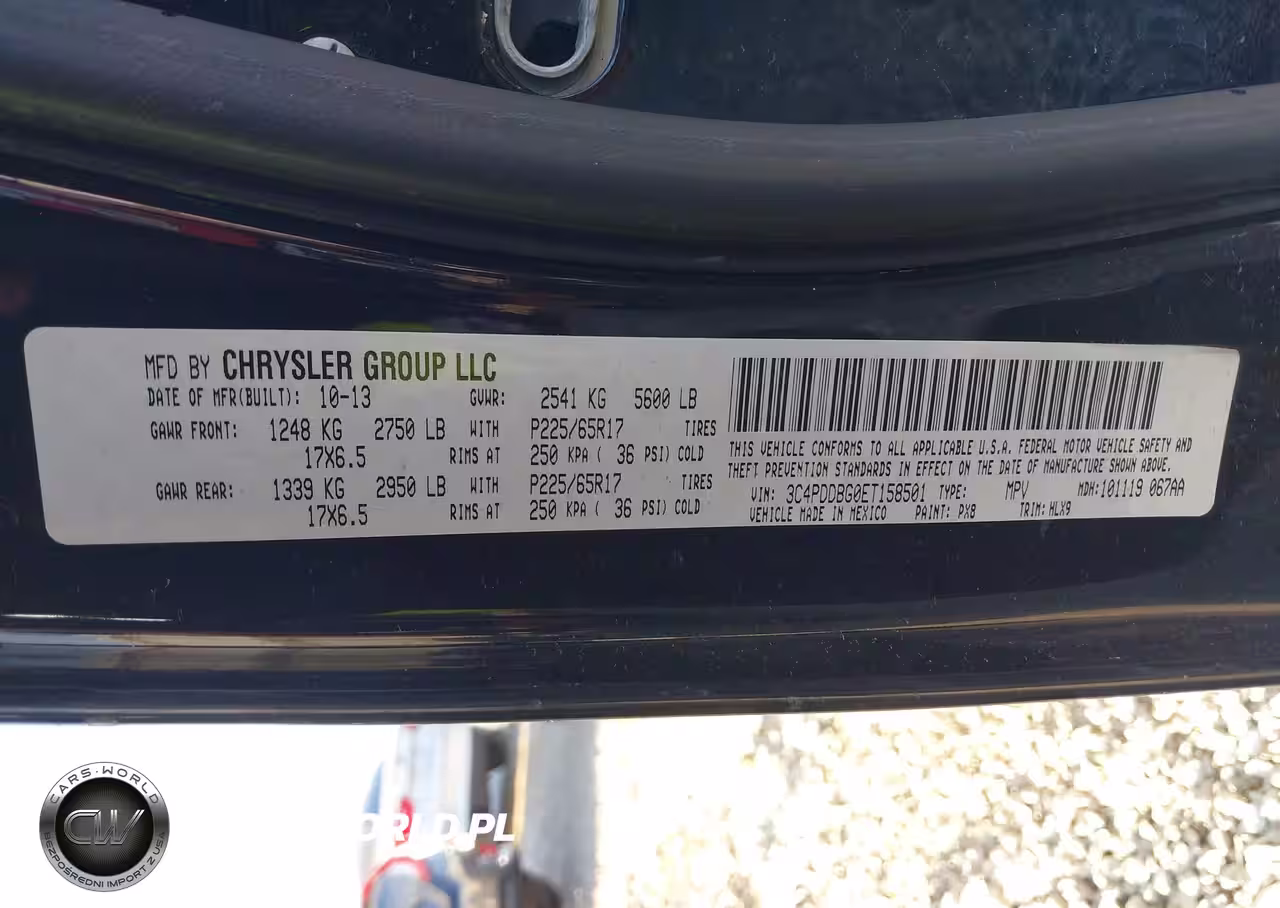 MFD BY CHRYSLER GROUP LLC
DATE OF MFR(BUILT): 10-13 GVWR: 2541 KG 5600 LB
GAWR FRONT: 1248 KG 2750 LB WITH P225/65R17 TIRES
17X6.5 RIMS AT 250 KPA ( 36 PSI) COLD
GAWR REAR: 1339 KG 2950 LB WITH P225/65R17 TIRES
17X6.5 RIMS AT 250 KPA ( 36 PSI) COLD
THIS VEHICLE CONFORMS TO ALL APPLICABLE U.S.A. FEDERAL MOTOR VEHICLE SAFETY AND
THEFT PREVENTION STANDARDS IN EFFECT ON THE DATE OF MANUFACTURE SHOWN ABOVE.
VIN: 3C4PDDBG0ET158501 TYPE: MPV MDH:101119 067AA
VEHICLE MADE IN MEXICO PAINT: PX8 TRIM: HLX9
CARS-WORLD
CW
BEZPOŚREDNI IMPORT Z USA
ORLD.PL